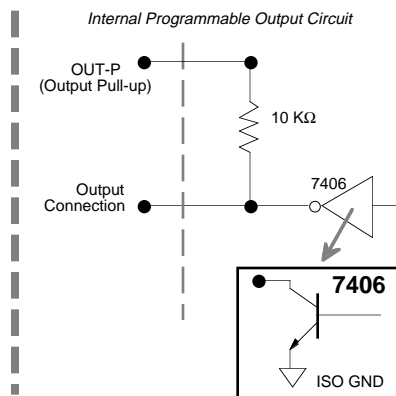 Internal Programmable Output Circuit
OUT-P
(Output Pull-up)
10 KΩ
Output
Connection
7406
7406
ISO GND